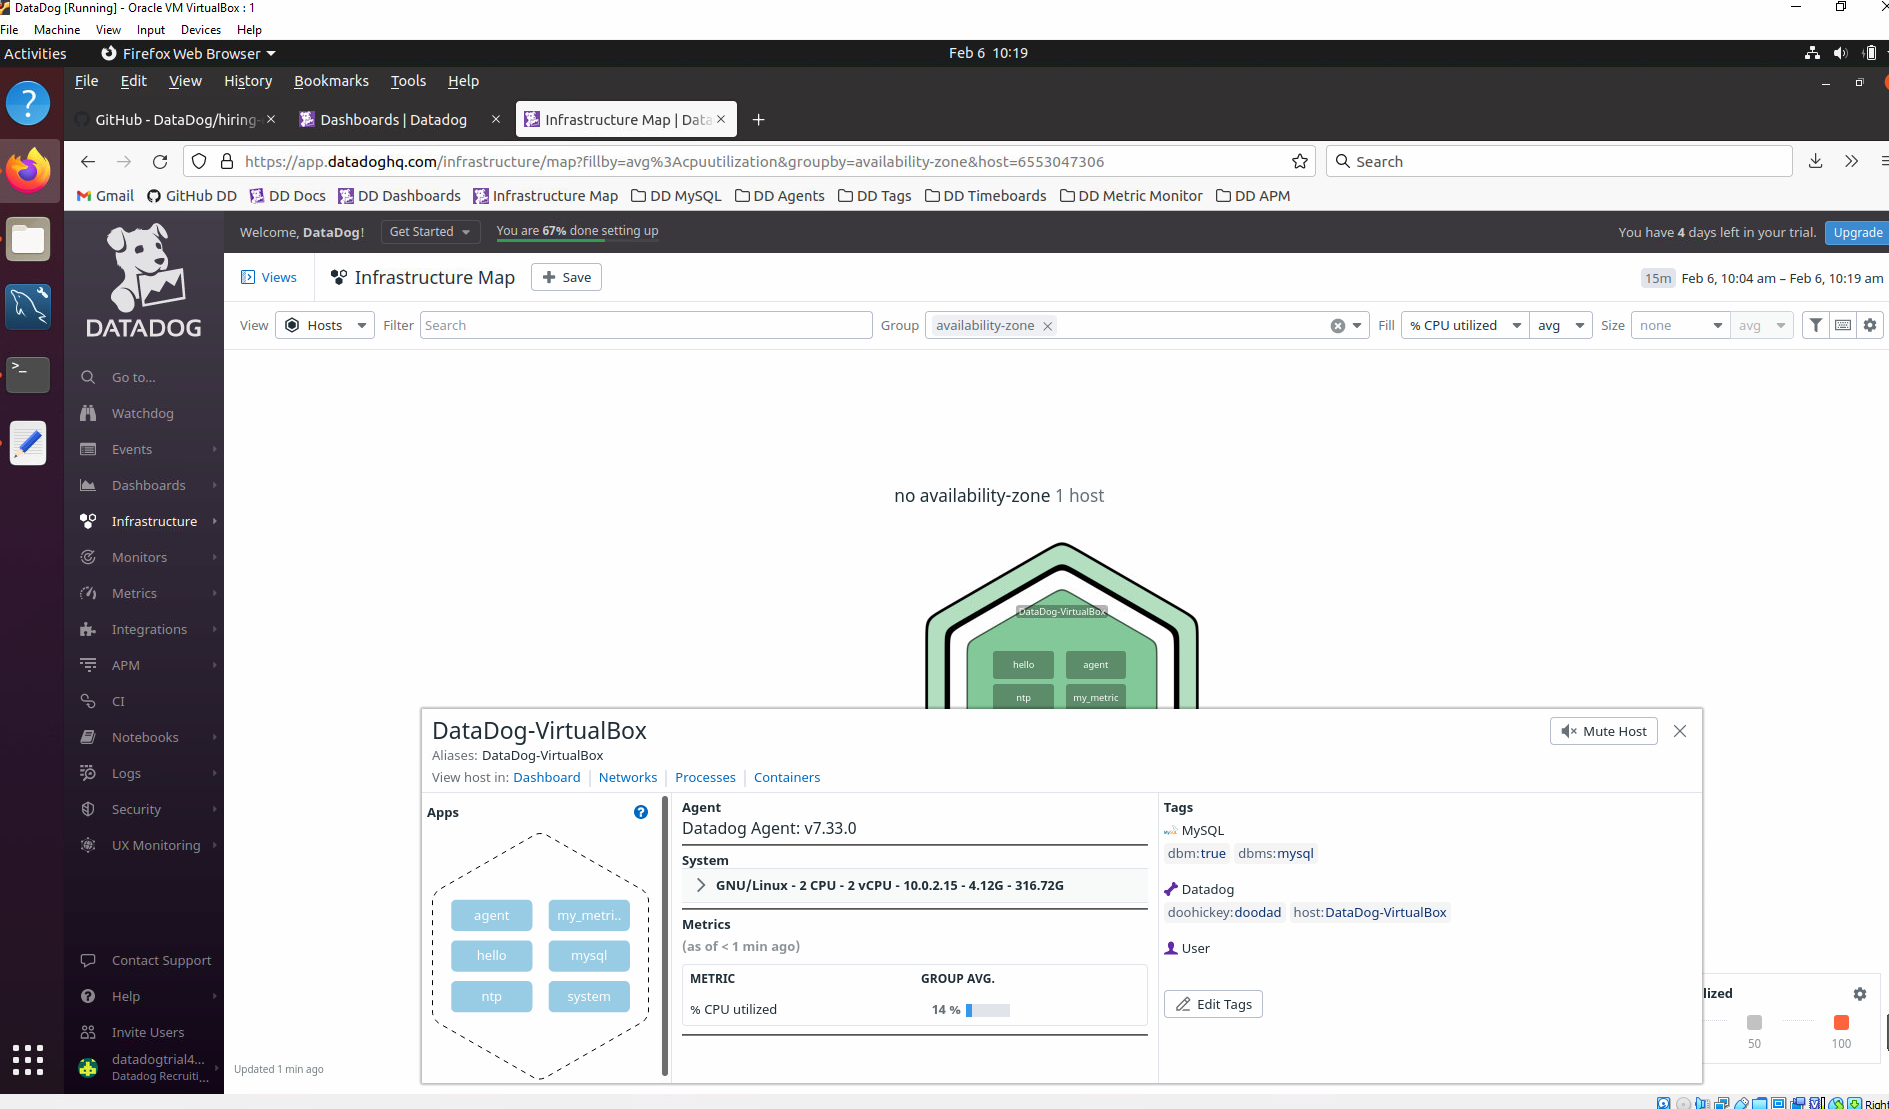 DataDog [Running] - Oracle VM VirtualBox : 1
File Machine View Input Devices Help
Activities Firefox Web Browser Feb 6 10:19
File Edit View History Bookmarks Tools Help
GitHub - DataDog/hiring- Dashboards | Datadog Infrastructure Map | Data
https://app.datadoghq.com/infrastructure/map?fillby=avg%3Acpuutilization&groupby=availability-zone&host=6553047306 Search
Gmail GitHub DD DD Docs DD Dashboards Infrastructure Map DD MySQL DD Agents DD Tags DD Timeboards DD Metric Monitor DD APM
DATADOG
Welcome, DataDog! Get Started You are 67% done setting up You have 4 days left in your trial. Upgrade
Views Infrastructure Map + Save 15m Feb 6, 10:04 am – Feb 6, 10:19 am
View Hosts Filter Search Group availability-zone Fill % CPU utilized avg Size none avg
Go to...
Watchdog
Events
Dashboards
Infrastructure
Monitors
Metrics
Integrations
APM
CI
Notebooks
Logs
Security
UX Monitoring
Contact Support
Help
Invite Users
datadogtrial4...
Datadog Recruiti...
no availability-zone 1 host
DataDog-VirtualBox
hello agent
ntp my_metric
DataDog-VirtualBox Mute Host
Aliases: DataDog-VirtualBox
View host in: Dashboard Networks Processes Containers
Apps
agent my_metri..
hello mysql
ntp system
Agent
Datadog Agent: v7.33.0
System
GNU/Linux - 2 CPU - 2 vCPU - 10.0.2.15 - 4.12G - 316.72G
Metrics
(as of < 1 min ago)
METRIC GROUP AVG.
% CPU utilized 14 %
Tags
MySQL
dbm:true dbms:mysql
Datadog
doohickey:doodad host:DataDog-VirtualBox
User
Edit Tags
lized
50 100
Updated 1 min ago
Right